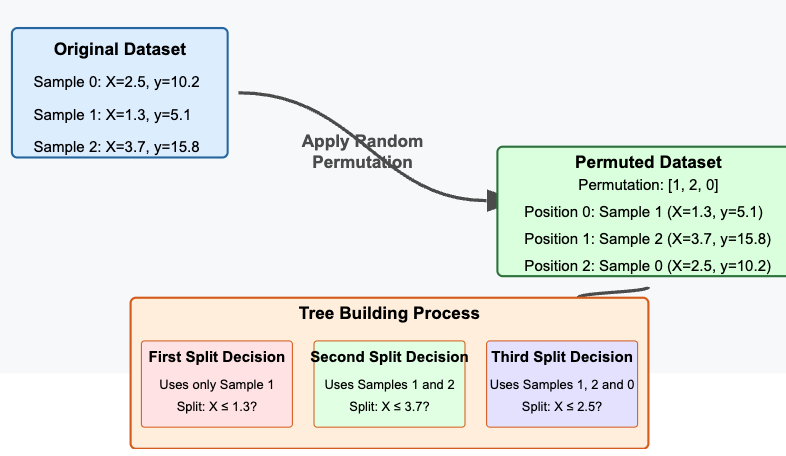 Original Dataset
Sample 0: X=2.5, y=10.2
Sample 1: X=1.3, y=5.1
Sample 2: X=3.7, y=15.8
Apply Random
Permutation
Permuted Dataset
Permutation: [1, 2, 0]
Position 0: Sample 1 (X=1.3, y=5.1)
Position 1: Sample 2 (X=3.7, y=15.8)
Position 2: Sample 0 (X=2.5, y=10.2)
Tree Building Process
First Split Decision
Uses only Sample 1
Split: X ≤ 1.3?
Second Split Decision
Uses Samples 1 and 2
Split: X ≤ 3.7?
Third Split Decision
Uses Samples 1, 2 and 0
Split: X ≤ 2.5?